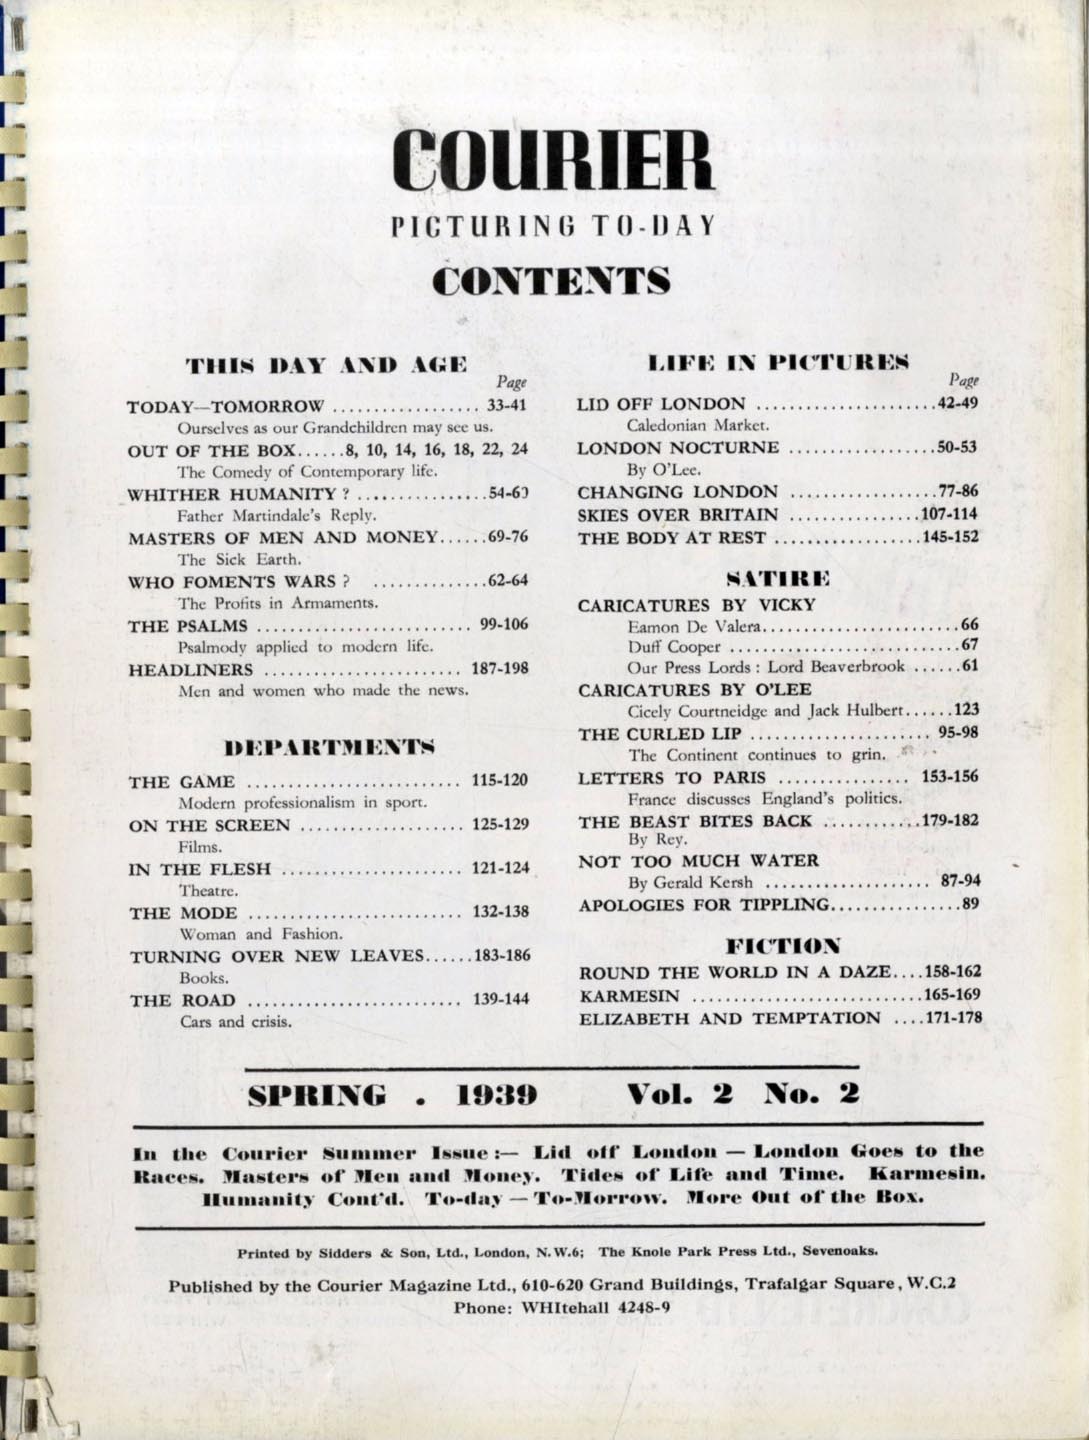 COURIER
PICTURING TO-DAY
CONTENTS
THIS DAY AND AGE
Page
TODAY—TOMORROW .................. 33-41
Ourselves as our Grandchildren may see us.
OUT OF THE BOX......8, 10, 14, 16, 18, 22, 24
The Comedy of Contemporary life.
WHITHER HUMANITY ? ................54-60
Father Martindale's Reply.
MASTERS OF MEN AND MONEY......69-76
The Sick Earth.
WHO FOMENTS WARS ? ..............62-64
The Profits in Armaments.
THE PSALMS .......................... 99-106
Psalmody applied to modern life.
HEADLINERS ........................ 187-198
Men and women who made the news.
DEPARTMENTS
THE GAME .......................... 115-120
Modern professionalism in sport.
ON THE SCREEN .................... 125-129
Films.
IN THE FLESH ...................... 121-124
Theatre.
THE MODE .......................... 132-138
Woman and Fashion.
TURNING OVER NEW LEAVES......183-186
Books.
THE ROAD .......................... 139-144
Cars and crisis.
LIFE IN PICTURES
Page
LID OFF LONDON ......................42-49
Caledonian Market.
LONDON NOCTURNE ..................50-53
By O'Lee.
CHANGING LONDON ..................77-86
SKIES OVER BRITAIN ................107-114
THE BODY AT REST ..................145-152
SATIRE
CARICATURES BY VICKY
Eamon De Valera........................66
Duff Cooper ............................67
Our Press Lords : Lord Beaverbrook ......61
CARICATURES BY O'LEE
Cicely Courtneidge and Jack Hulbert......123
THE CURLED LIP ...................... 95-98
The Continent continues to grin.
LETTERS TO PARIS ................ 153-156
France discusses England's politics.
THE BEAST BITES BACK ............179-182
By Rey.
NOT TOO MUCH WATER
By Gerald Kersh .................... 87-94
APOLOGIES FOR TIPPLING................89
FICTION
ROUND THE WORLD IN A DAZE....158-162
KARMESIN ............................165-169
ELIZABETH AND TEMPTATION ....171-178
SPRING . 1939 Vol. 2 No. 2
In the Courier Summer Issue :— Lid off London — London Goes to the
Races. Masters of Men and Money. Tides of Life and Time. Karmesin.
Humanity Cont'd. To-day — To-Morrow. More Out of the Box.
Printed by Sidders & Son, Ltd., London, N.W.6; The Knole Park Press Ltd., Sevenoaks.
Published by the Courier Magazine Ltd., 610-620 Grand Buildings, Trafalgar Square, W.C.2
Phone: WHItehall 4248-9